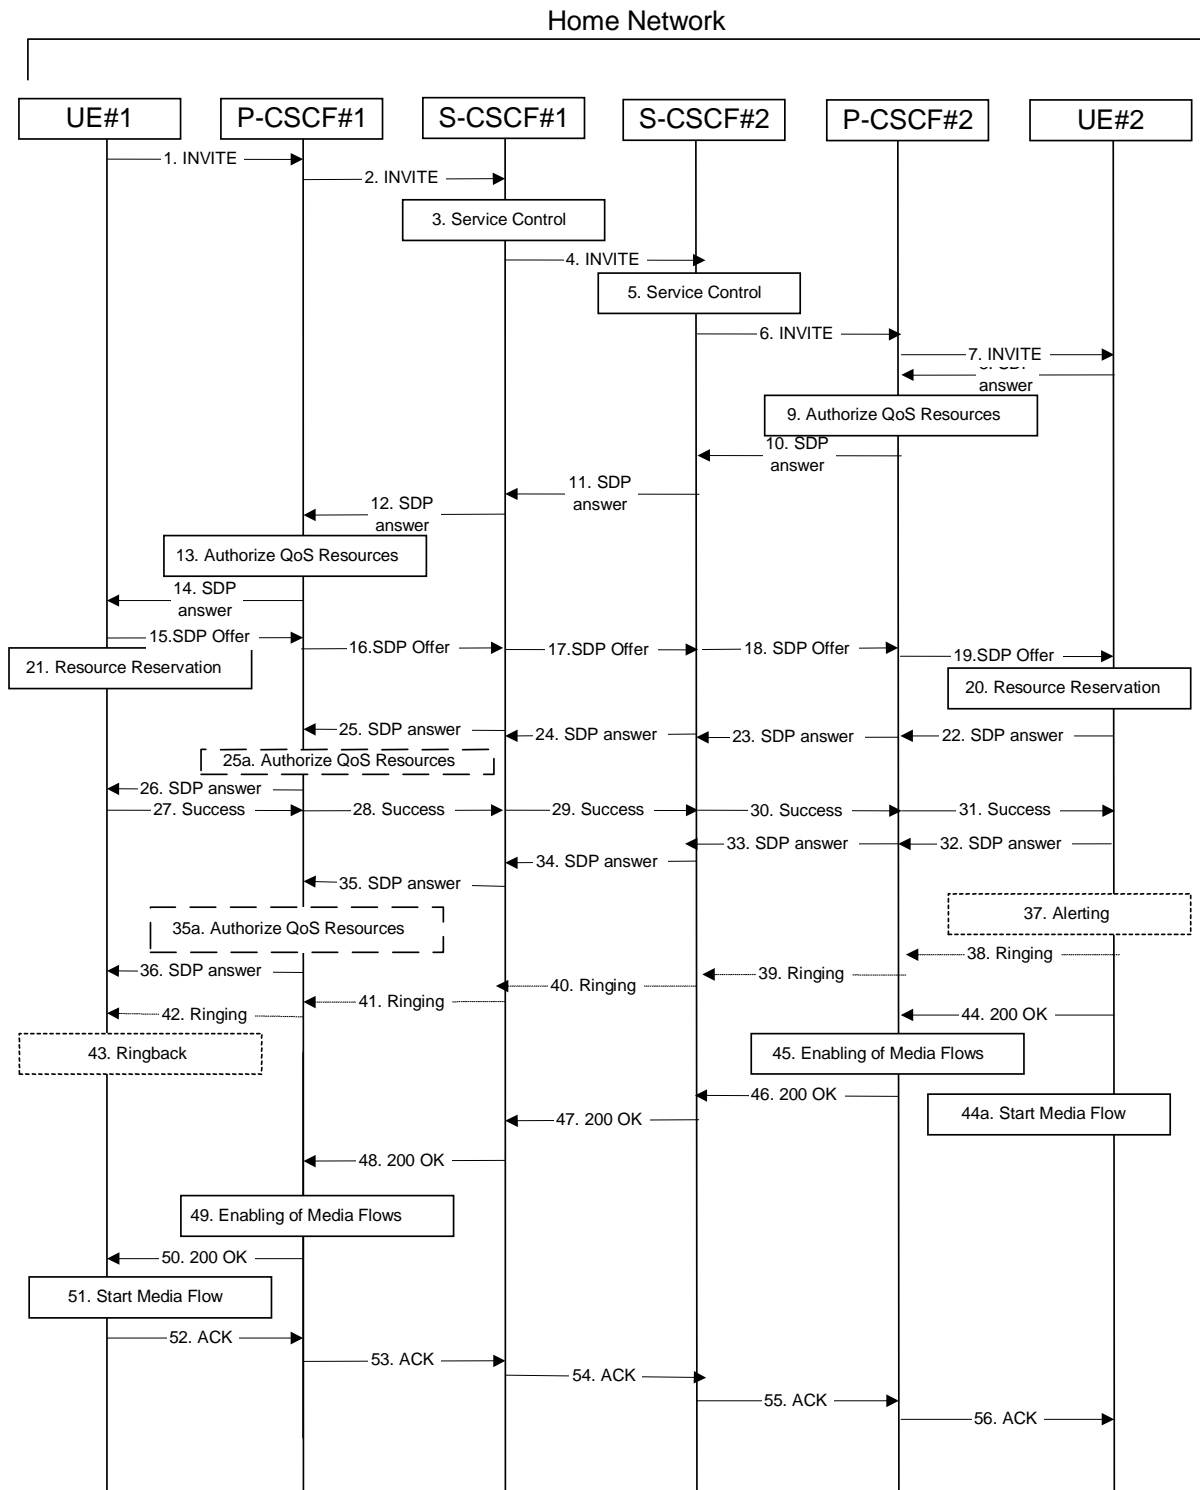 Home Network
UE#1
P-CSCF#1
S-CSCF#1
S-CSCF#2
P-CSCF#2
UE#2
1. INVITE
2. INVITE
3. Service Control
4. INVITE
5. Service Control
6. INVITE
7. INVITE
answer
9. Authorize QoS Resources
10. SDP
answer
11. SDP
answer
12. SDP
answer
13. Authorize QoS Resources
14. SDP
answer
15.SDP Offer
16.SDP Offer
17.SDP Offer
18. SDP Offer
19.SDP Offer
21. Resource Reservation
20. Resource Reservation
25. SDP answer
24. SDP answer
23. SDP answer
22. SDP answer
25a. Authorize QoS Resources
26. SDP answer
27. Success
28. Success
29. Success
30. Success
31. Success
33. SDP answer
32. SDP answer
34. SDP answer
35. SDP answer
37. Alerting
35a. Authorize QoS Resources
38. Ringing
36. SDP answer
39. Ringing
40. Ringing
41. Ringing
42. Ringing
44. 200 OK
43. Ringback
45. Enabling of Media Flows
46. 200 OK
44a. Start Media Flow
47. 200 OK
48. 200 OK
49. Enabling of Media Flows
50. 200 OK
51. Start Media Flow
52. ACK
53. ACK
54. ACK
55. ACK
56. ACK